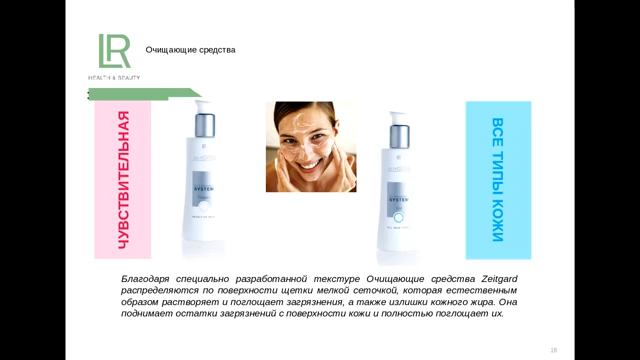 LR
Очищающие средства
HEALTH & BEAUTY
ЧУВСТВИТЕЛЬНАЯ
SYSTEM
SYSTEM
ВСЕ ТИПЫ КОЖИ
Благодаря специально разработанной текстуре Очищающие средства Zeitgard
распределяются по поверхности щетки мелкой сеточкой, которая естественным
образом растворяет и поглощает загрязнения, а также излишки кожного жира. Она
поднимает остатки загрязнений с поверхности кожи и полностью поглощает их.